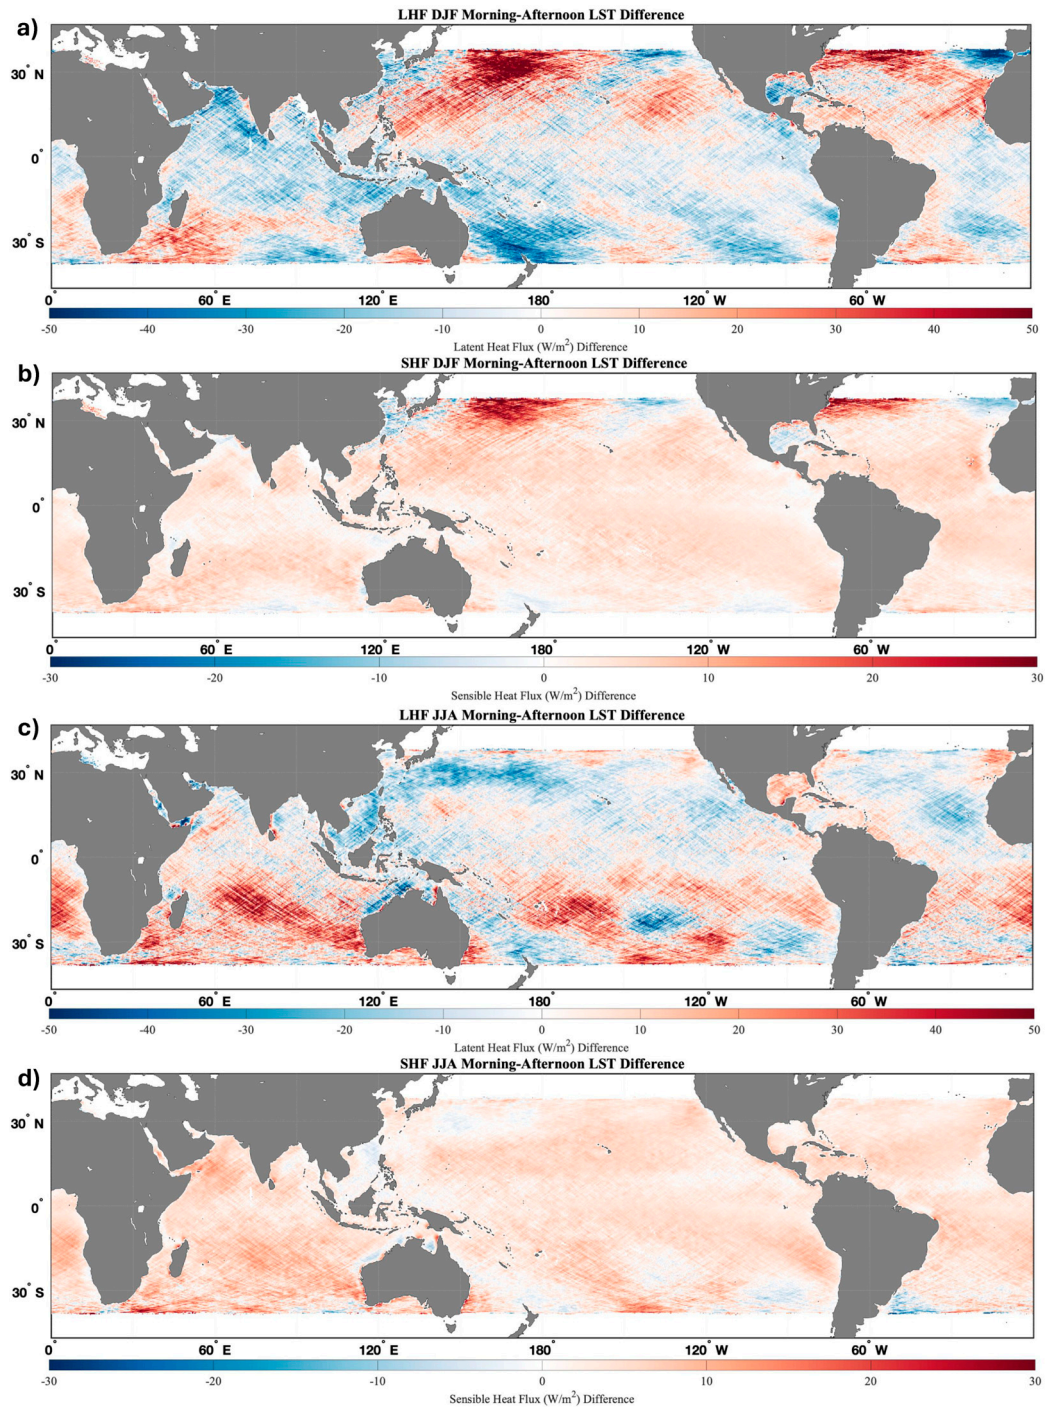 a)
LHF DJF Morning-Afternoon LST Difference
30° N
0°
30° S
0° 60° E 120° E 180° 120° W 60° W
-50 -40 -30 -20 -10 0 10 20 30 40 50
Latent Heat Flux (W/m2) Difference
b)
SHF DJF Morning-Afternoon LST Difference
30° N
0°
30° S
0° 60° E 120° E 180° 120° W 60° W
-30 -20 -10 0 10 20 30
Sensible Heat Flux (W/m2) Difference
c)
LHF JJA Morning-Afternoon LST Difference
30° N
0°
30° S
0° 60° E 120° E 180° 120° W 60° W
-50 -40 -30 -20 -10 0 10 20 30 40 50
Latent Heat Flux (W/m2) Difference
d)
SHF JJA Morning-Afternoon LST Difference
30° N
0°
30° S
0° 60° E 120° E 180° 120° W 60° W
-30 -20 -10 0 10 20 30
Sensible Heat Flux (W/m2) Difference